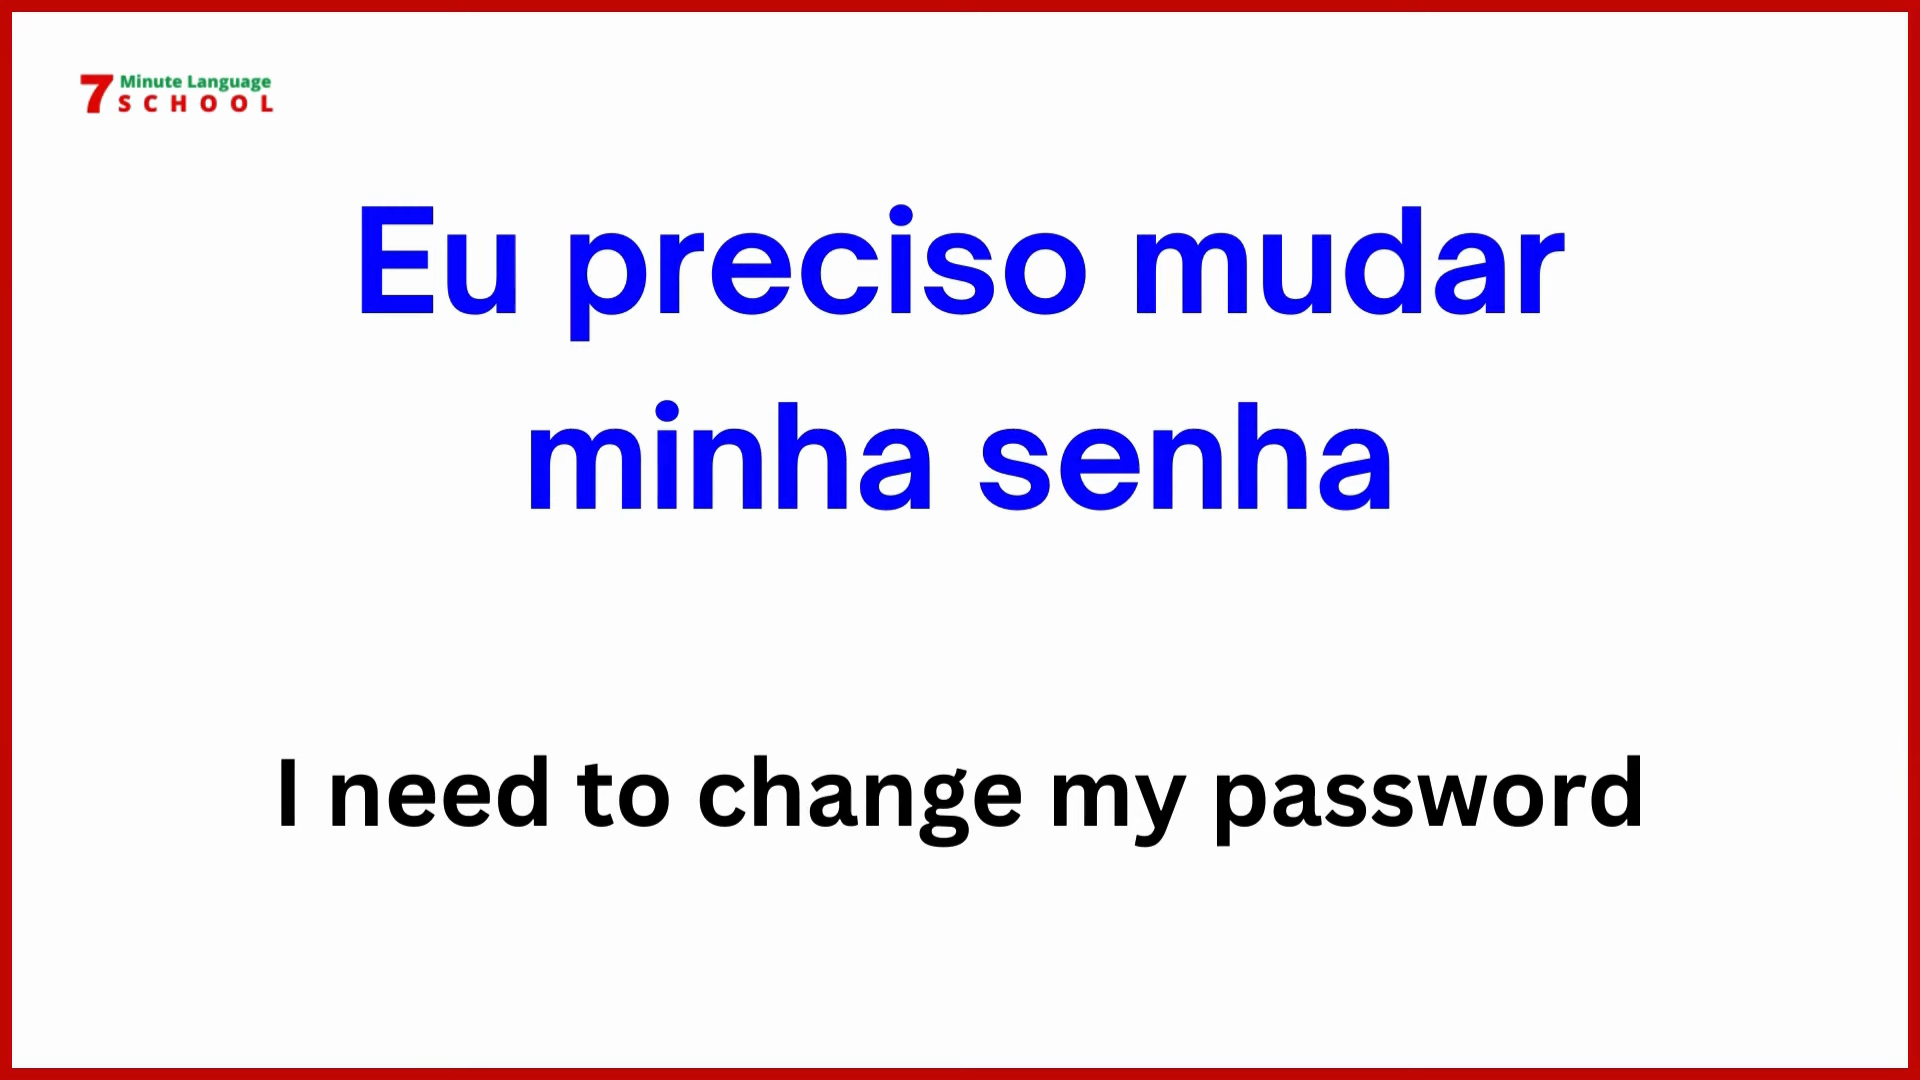 7 Minute Language
SCHOOL
Eu preciso mudar
minha senha
I need to change my password